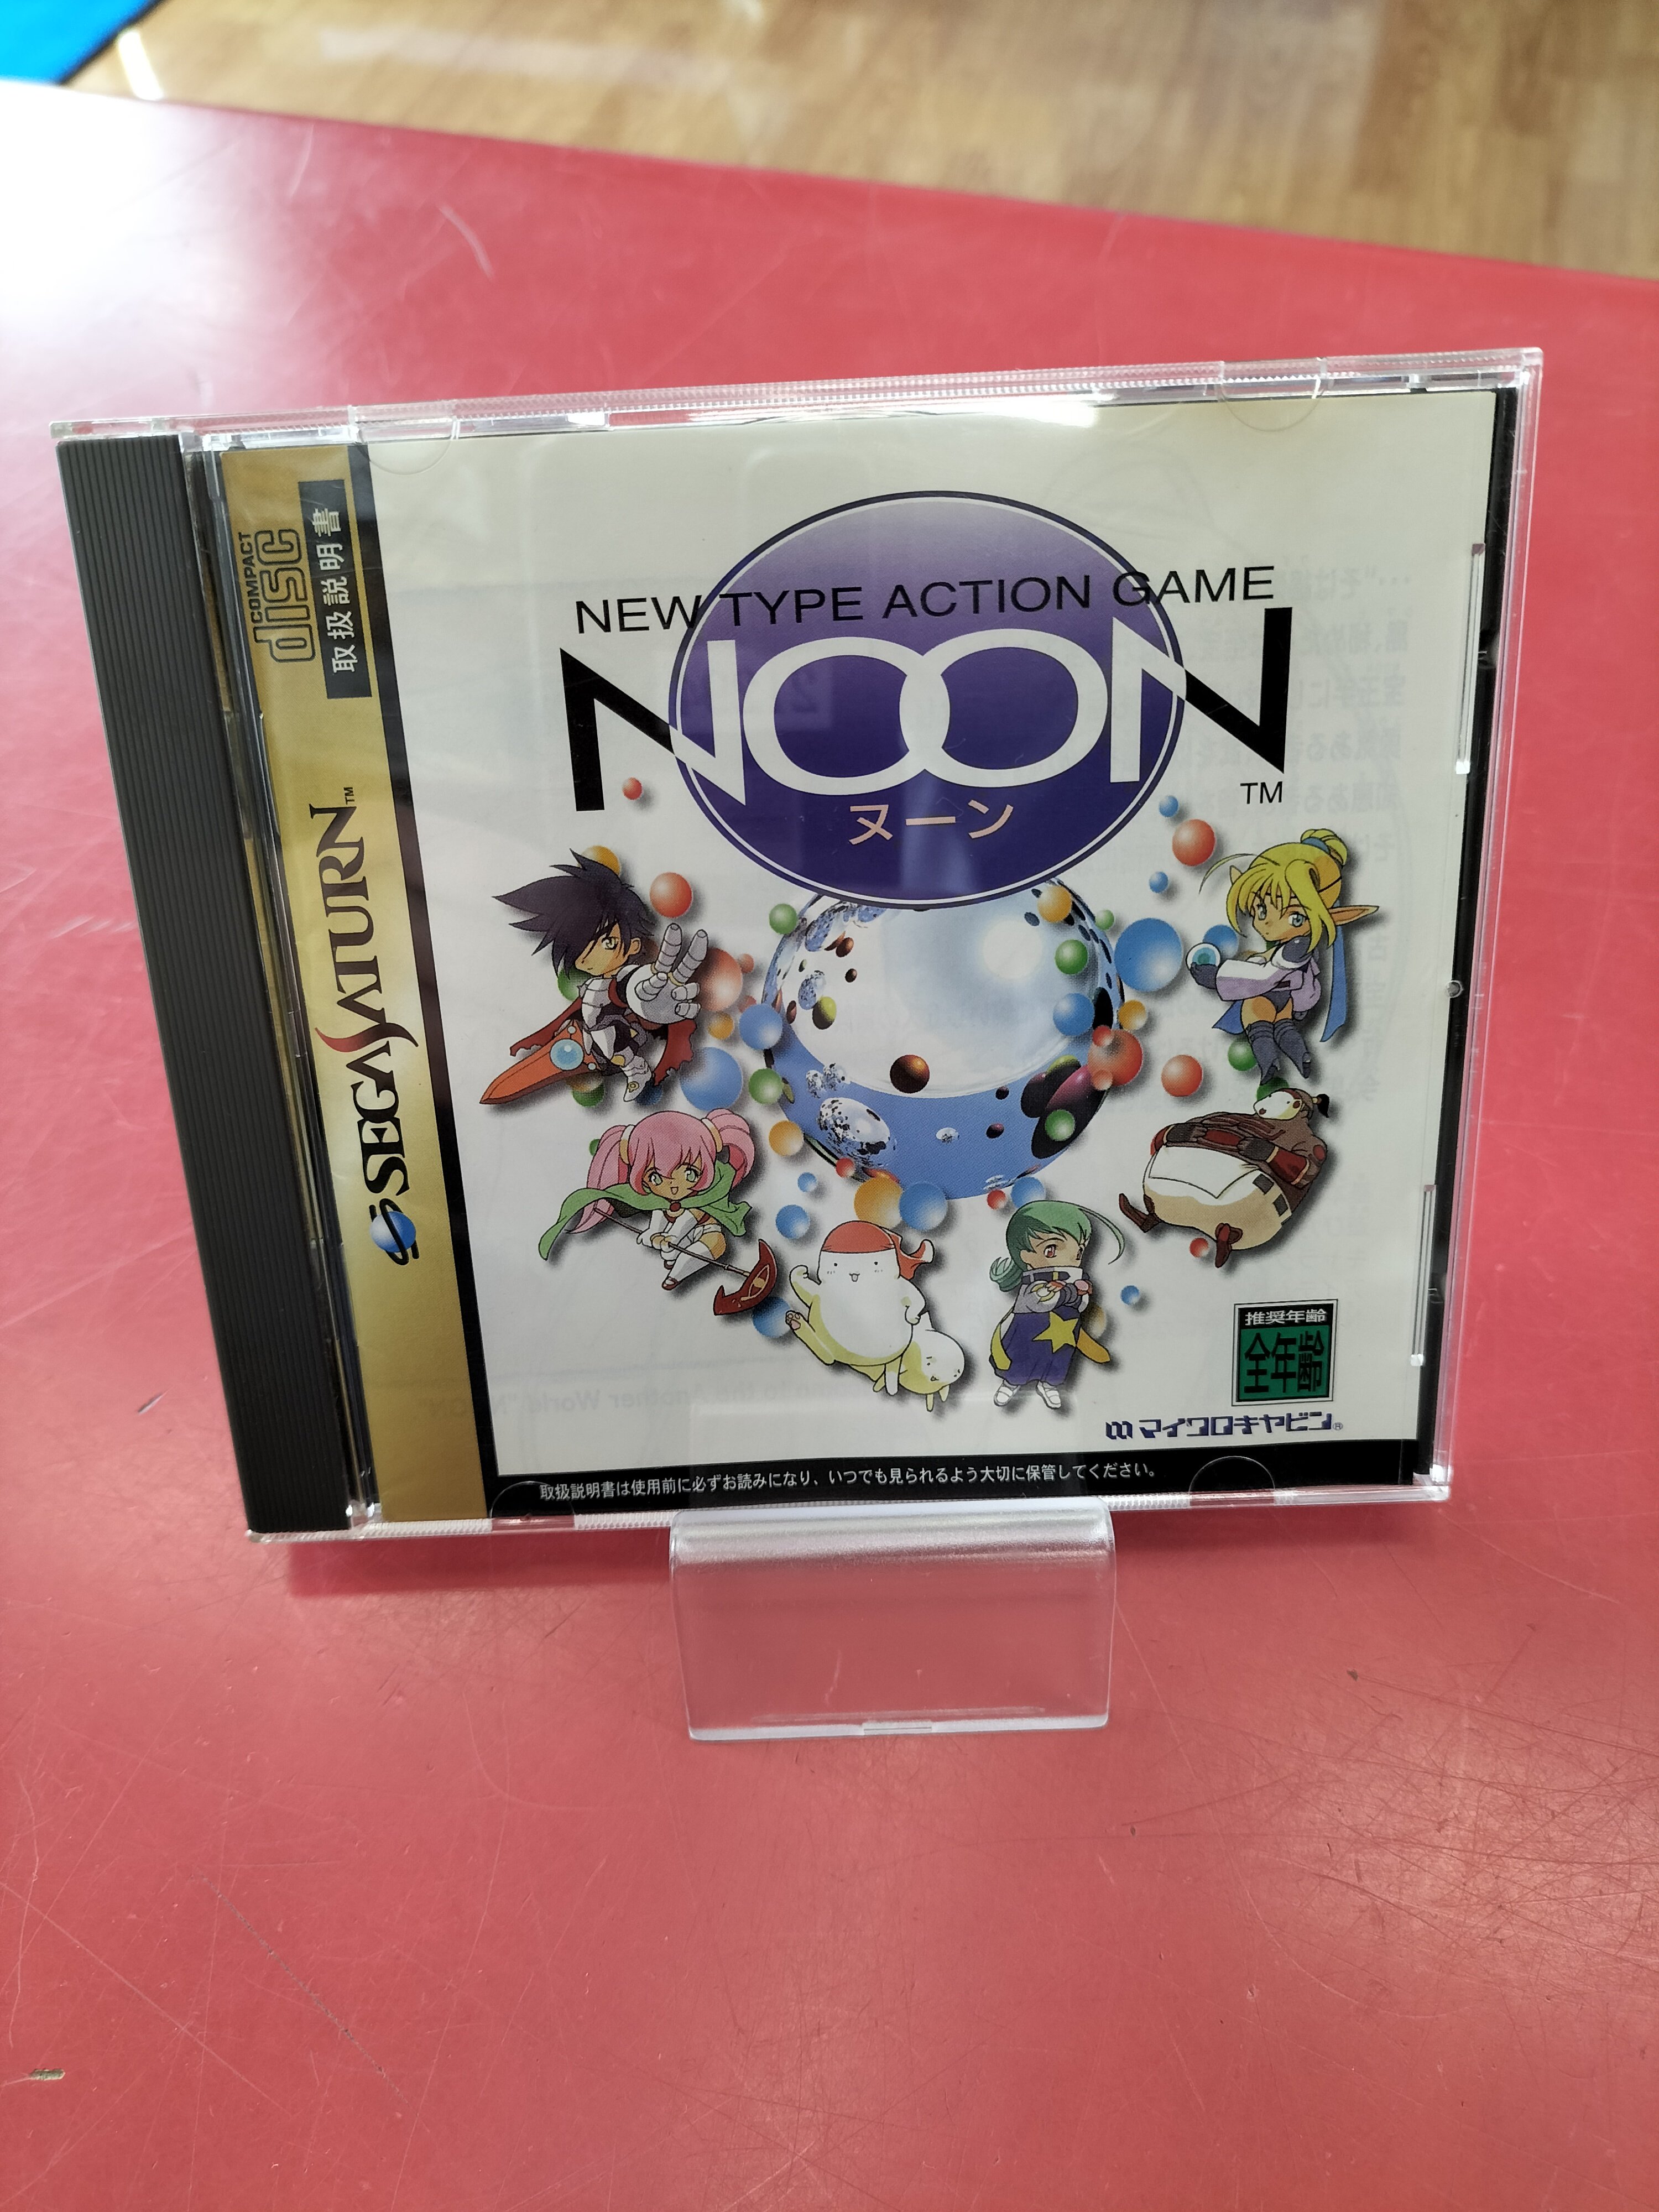 COMPACT
disc
取扱説明書
SEGA SATURN™
NEW TYPE ACTION GAME
NOON
TM
ヌーン
推奨年齢
全年齢
マイクロキャビン®
取扱説明書は使用前に必ずお読みになり、いつでも見られるよう大切に保管してください。